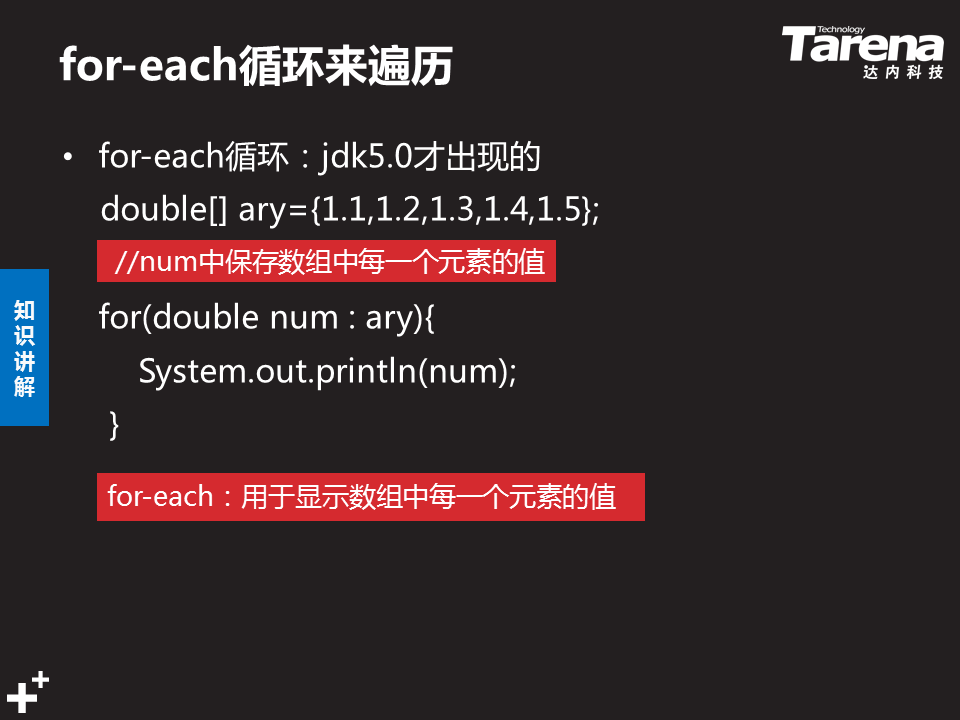 for-each循环来遍历
Technology
Tarena
达内科技
• for-each循环：jdk5.0才出现的
double[] ary={1.1,1.2,1.3,1.4,1.5};
//num中保存数组中每一个元素的值
for(double num : ary){
System.out.println(num);
}
知识讲解
for-each：用于显示数组中每一个元素的值